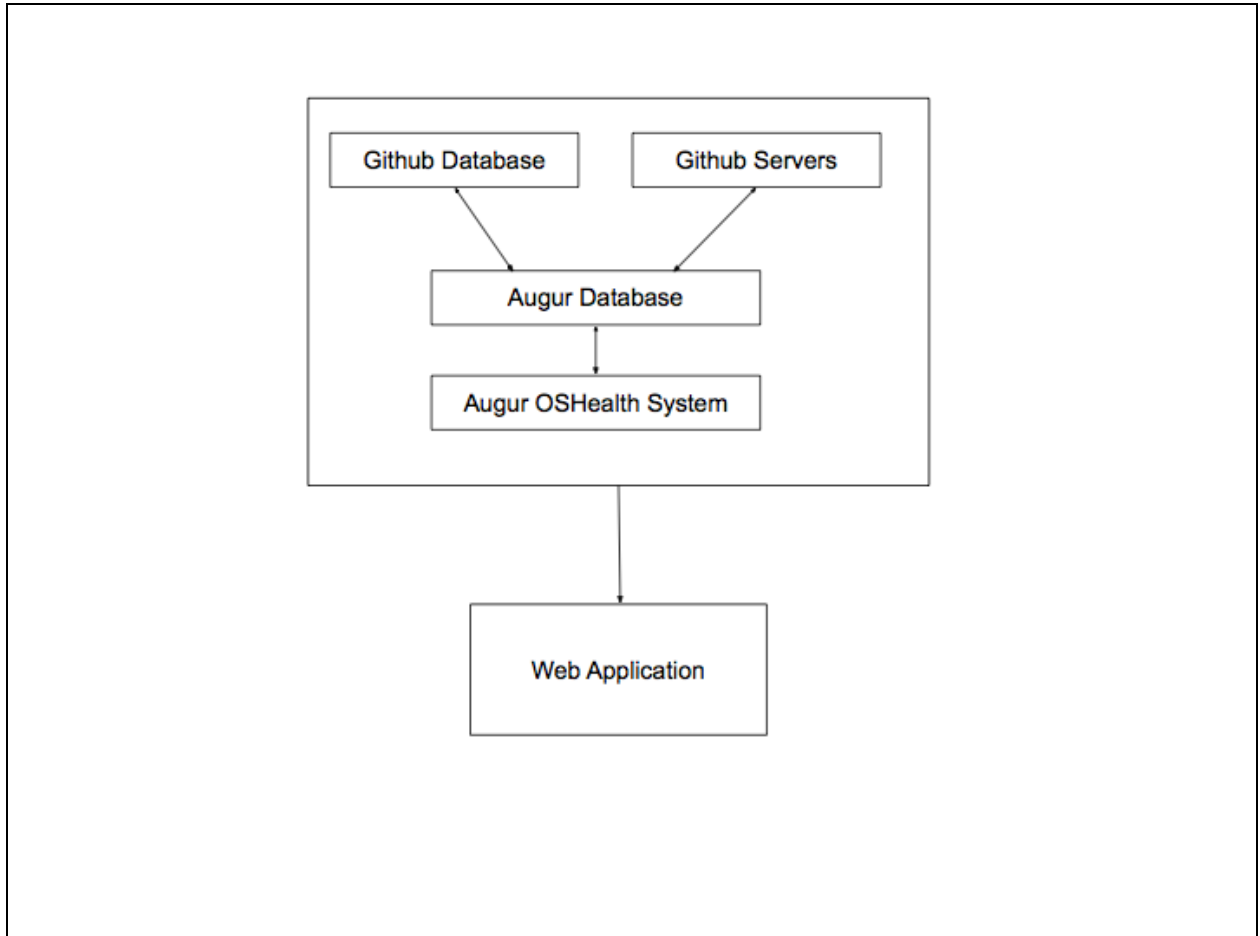 Github Database
Github Servers
Augur Database
Augur OSHealth System
Web Application